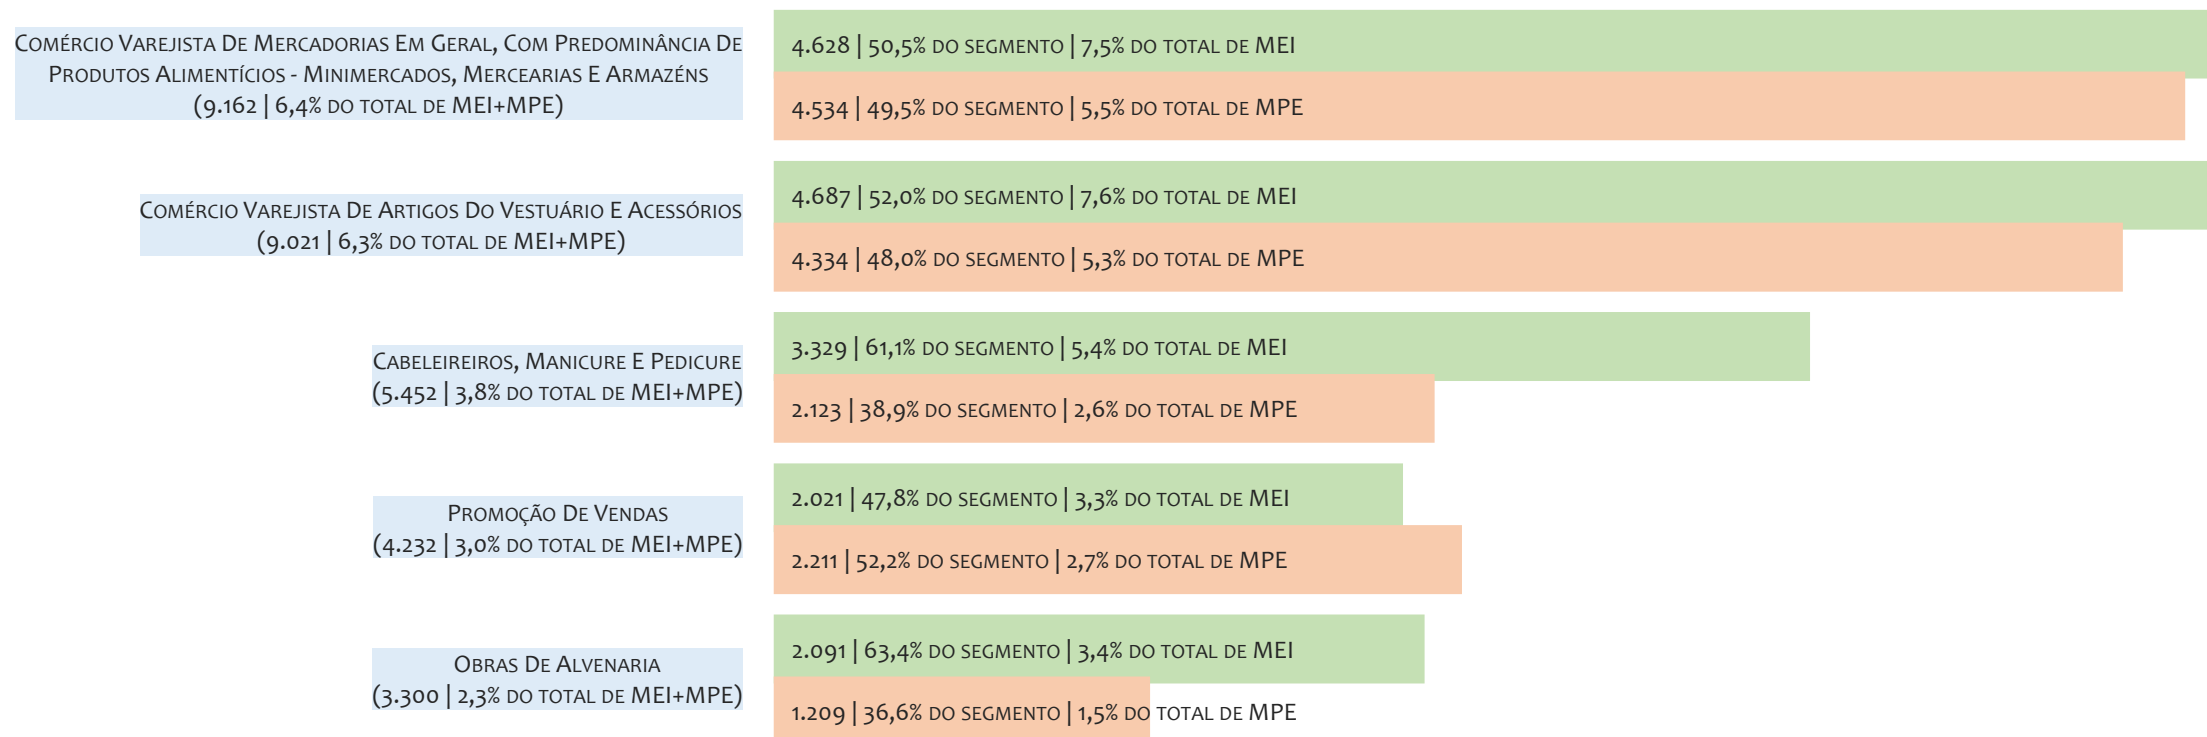 Comércio Varejista De Mercadorias Em Geral, Com Predominância De
Produtos Alimentícios - Minimercados, Mercearias E Armazéns
(9.162 | 6,4% do total de MEI+MPE)
4.628 | 50,5% do segmento | 7,5% do total de MEI
4.534 | 49,5% do segmento | 5,5% do total de MPE
Comércio Varejista De Artigos Do Vestuário E Acessórios
(9.021 | 6,3% do total de MEI+MPE)
4.687 | 52,0% do segmento | 7,6% do total de MEI
4.334 | 48,0% do segmento | 5,3% do total de MPE
Cabeleireiros, Manicure E Pedicure
(5.452 | 3,8% do total de MEI+MPE)
3.329 | 61,1% do segmento | 5,4% do total de MEI
2.123 | 38,9% do segmento | 2,6% do total de MPE
Promoção De Vendas
(4.232 | 3,0% do total de MEI+MPE)
2.021 | 47,8% do segmento | 3,3% do total de MEI
2.211 | 52,2% do segmento | 2,7% do total de MPE
Obras De Alvenaria
(3.300 | 2,3% do total de MEI+MPE)
2.091 | 63,4% do segmento | 3,4% do total de MEI
1.209 | 36,6% do segmento | 1,5% do total de MPE